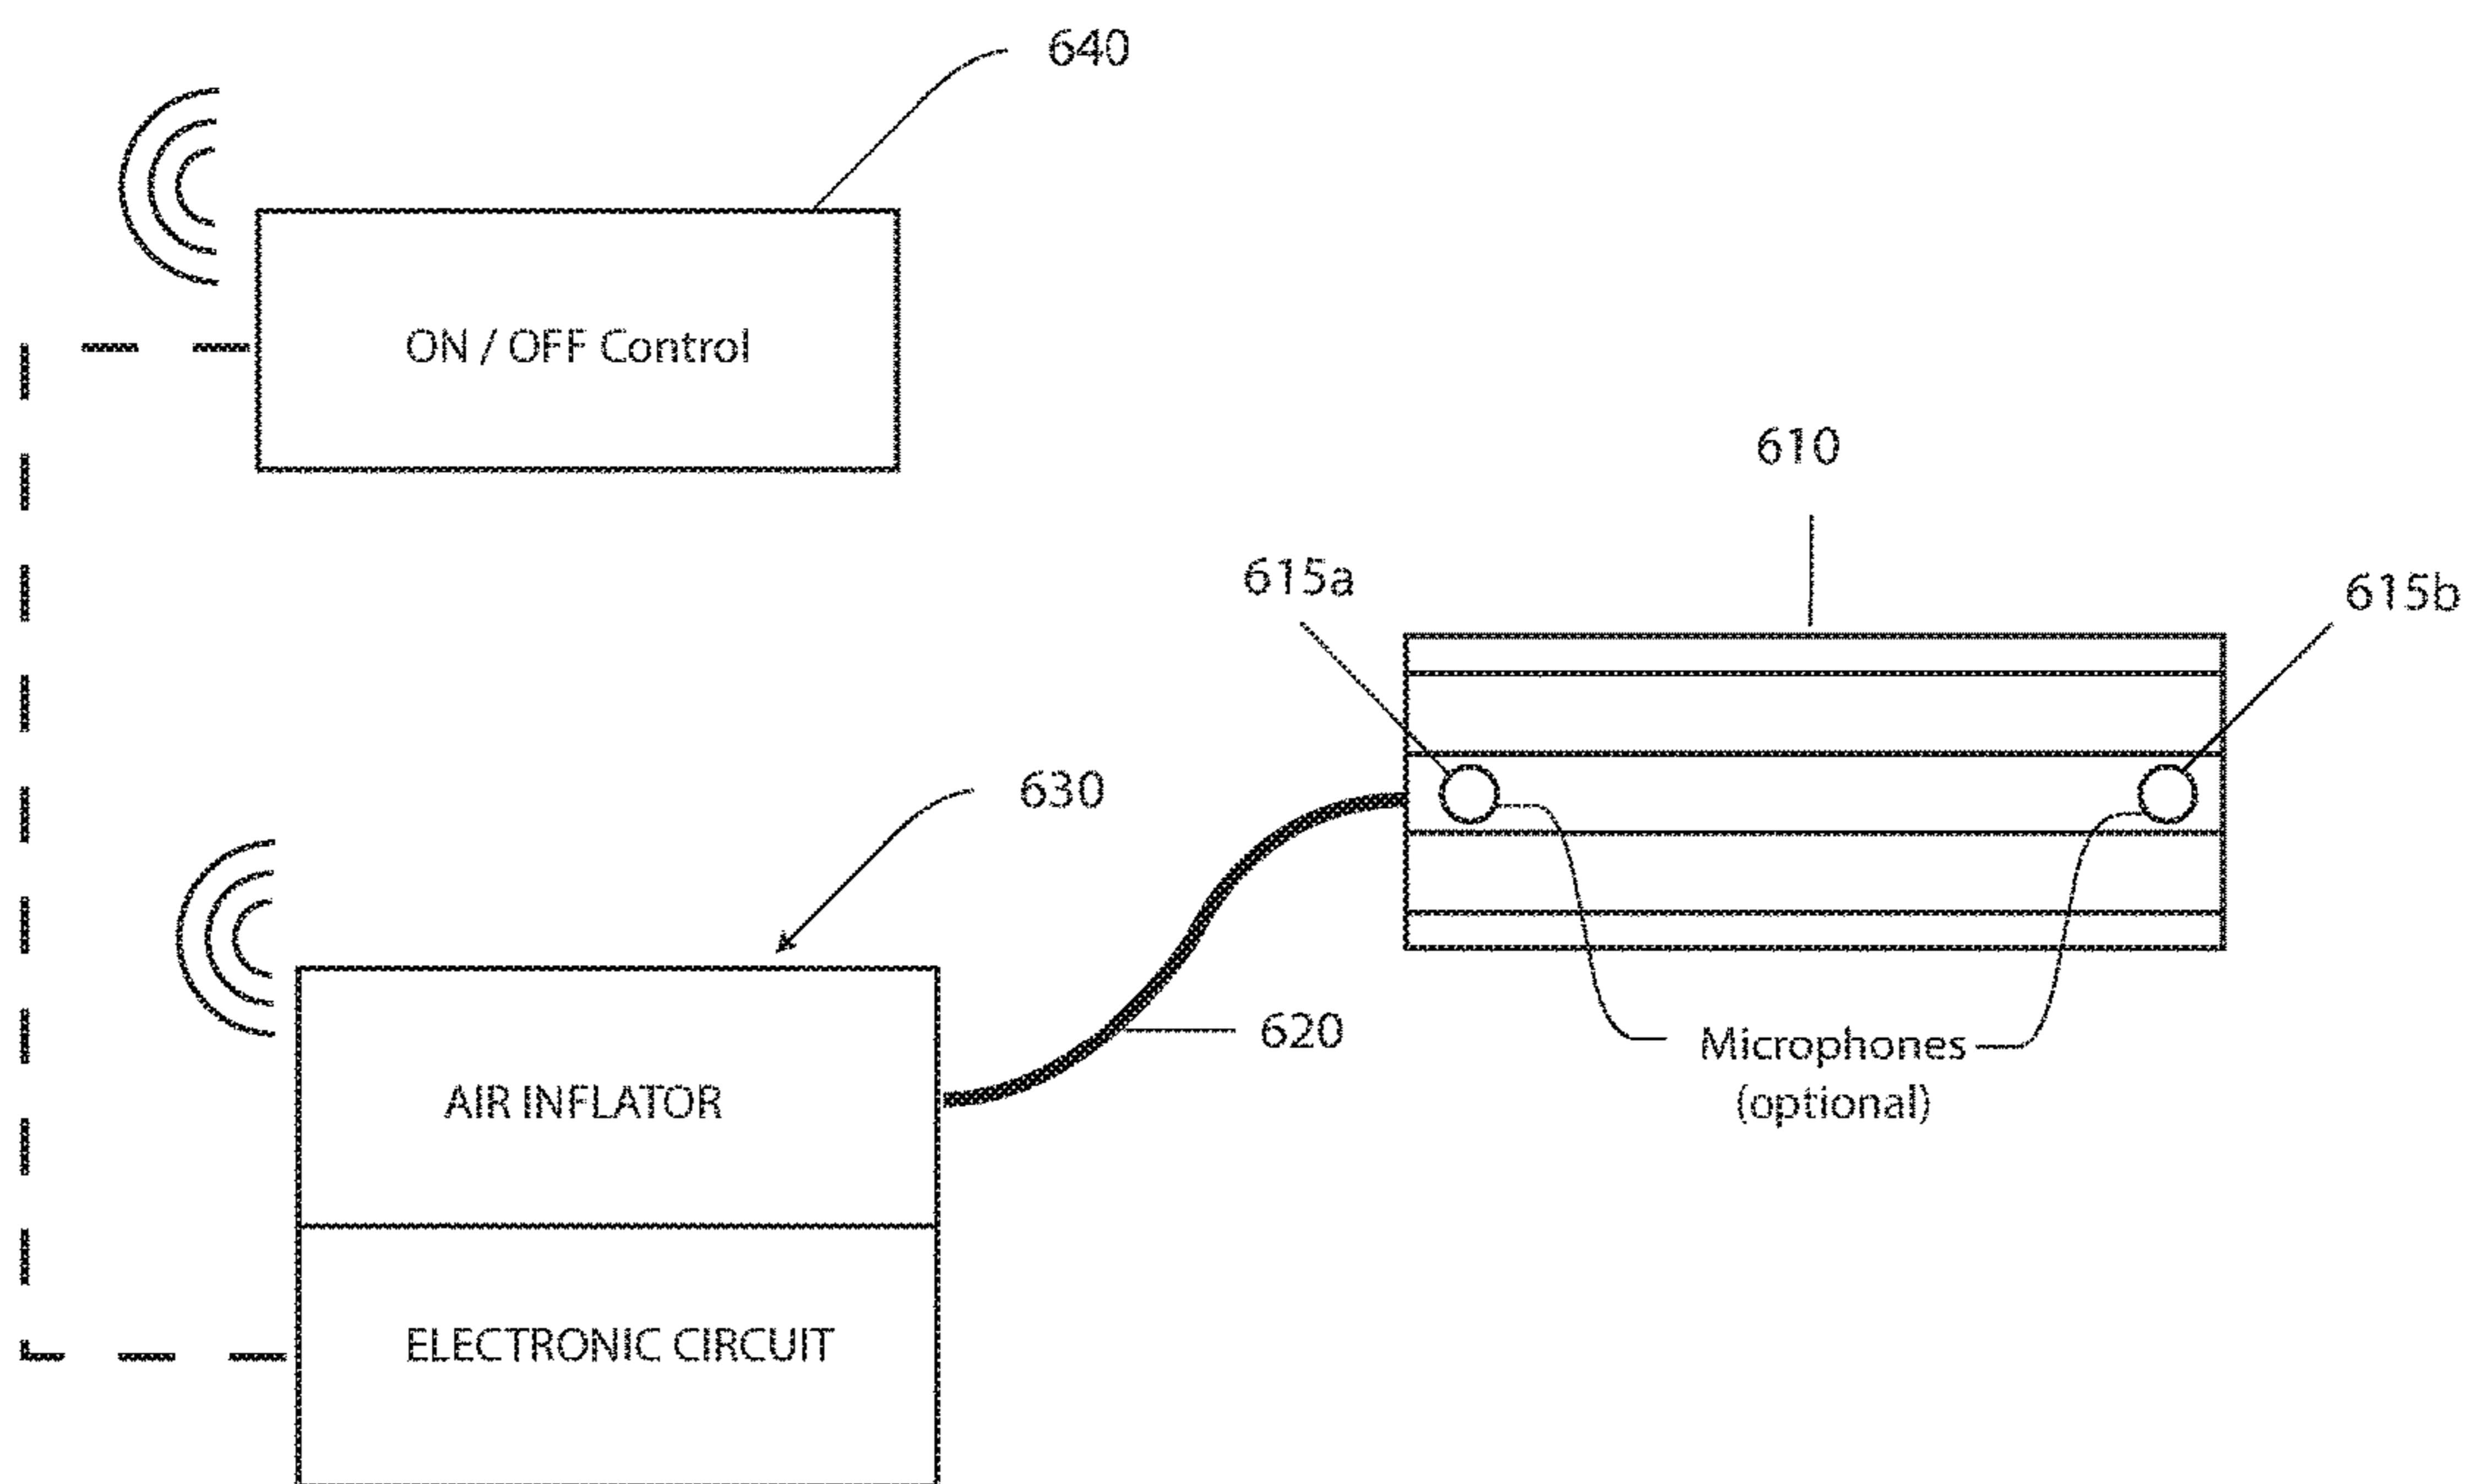 640
ON / OFF Control
610
615a
615b
630
620
Microphones
(optional)
AIR INFLATOR
ELECTRONIC CIRCUIT